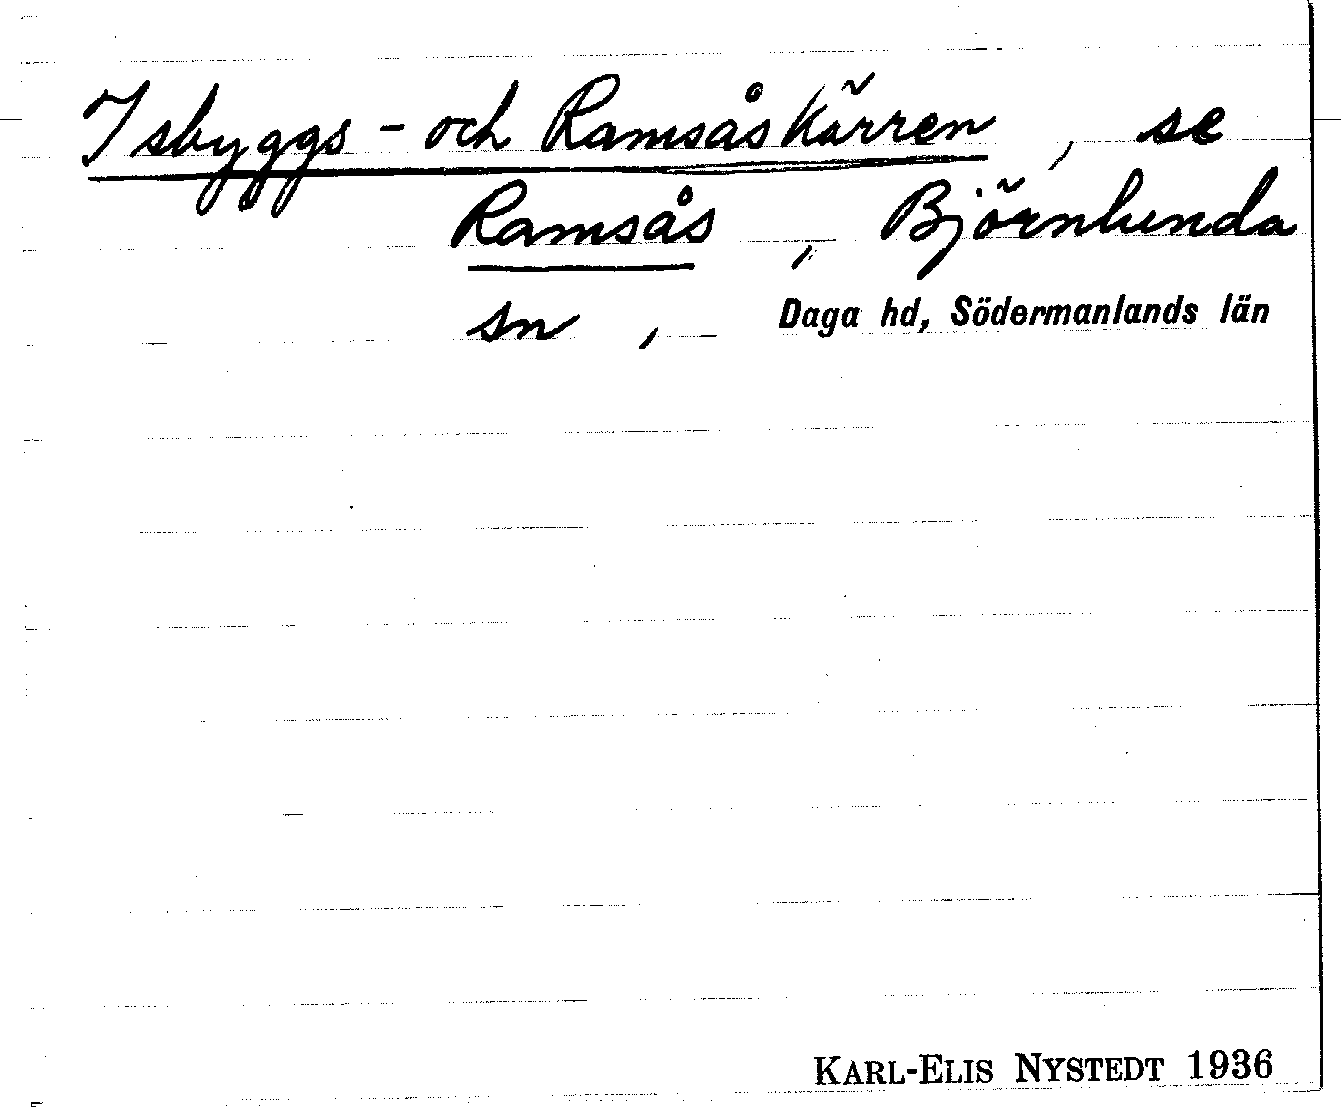 Isbyggs- och Ramsåskärren, se
Ramsås, Björnlunda
sn, Daga hd, Södermanlands län
KARL-ELIS NYSTEDT 1936